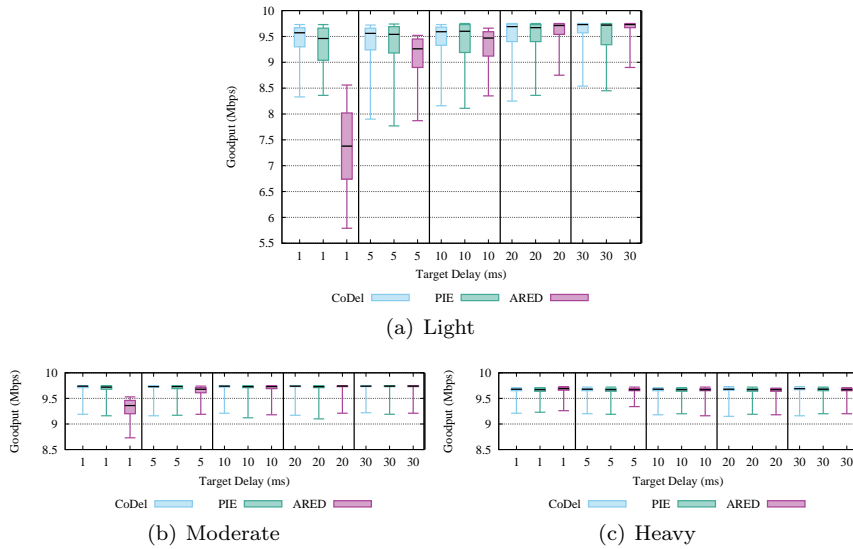 10
9.5
9
8.5
8
7.5
7
6.5
6
5.5
Goodput (Mbps)
1 1 1 5 5 5 10 10 10 20 20 20 30 30 30
Target Delay (ms)
CoDel PIE ARED
(a) Light
10
9.5
9
8.5
Goodput (Mbps)
1 1 1 5 5 5 10 10 10 20 20 20 30 30 30
Target Delay (ms)
CoDel PIE ARED
(b) Moderate
10
9.5
9
8.5
Goodput (Mbps)
1 1 1 5 5 5 10 10 10 20 20 20 30 30 30
Target Delay (ms)
CoDel PIE ARED
(c) Heavy